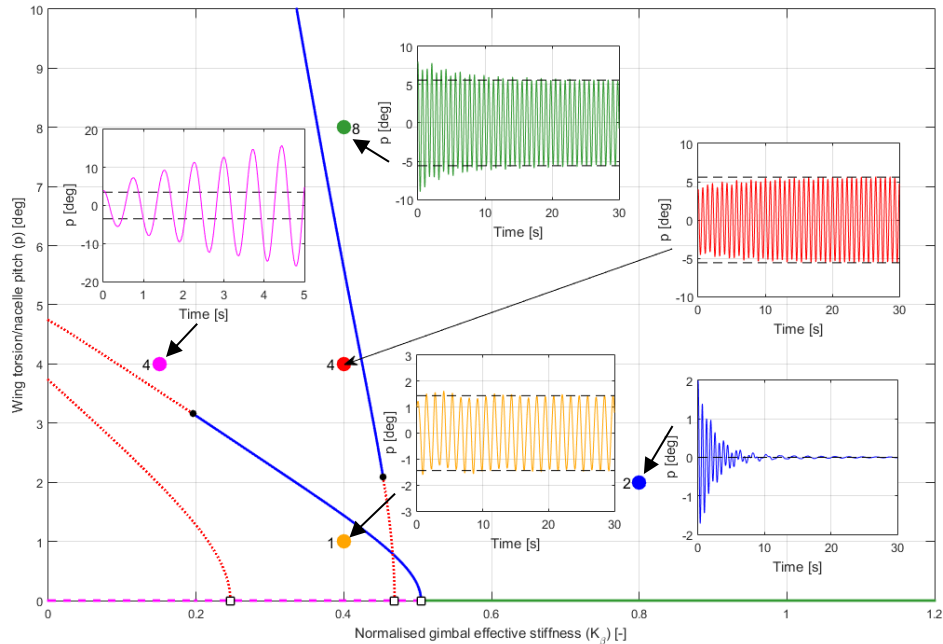 10
9
8
7
6
5
4
3
2
1
0
Wing torsion/nacelle pitch (p) [deg]
0
0.2
0.4
0.6
0.8
1
1.2
Normalised gimbal effective stiffness (K_β) [-]
8
4
4
1
2
20
10
0
-10
-20
p [deg]
0 1 2 3 4 5
Time [s]
10
5
0
-5
-10
p [deg]
0 10 20 30
Time [s]
10
5
0
-5
-10
p [deg]
0 10 20 30
Time [s]
3
2
1
0
-1
-2
-3
p [deg]
0 10 20 30
Time [s]
2
1
0
-1
-2
p [deg]
0 10 20 30
Time [s]